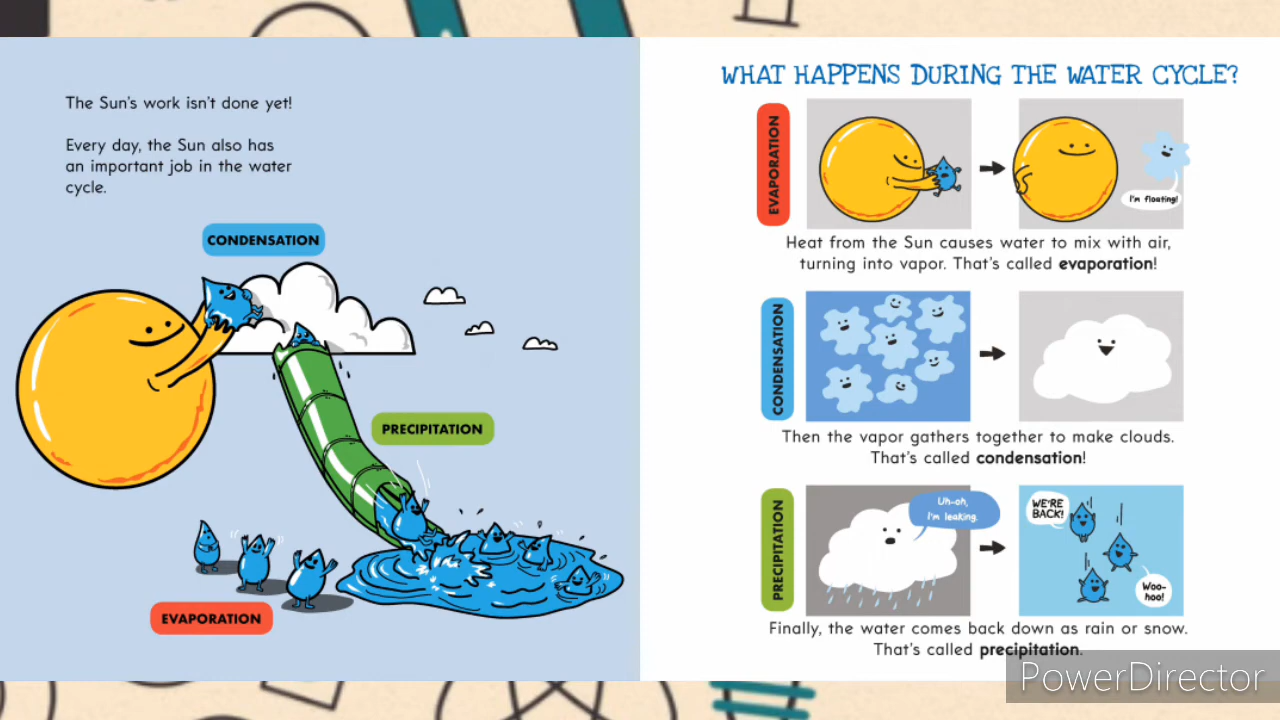 The Sun's work isn't done yet!
Every day, the Sun also has
an important job in the water
cycle.
CONDENSATION
PRECIPITATION
EVAPORATION
WHAT HAPPENS DURING THE WATER CYCLE?
EVAPORATION
I'm floating!
Heat from the Sun causes water to mix with air,
turning into vapor. That's called evaporation!
CONDENSATION
Then the vapor gathers together to make clouds.
That's called condensation!
PRECIPITATION
Uh-oh,
I'm leaking.
WE'RE
BACK!
Woo-
hoo!
Finally, the water comes back down as rain or snow.
That's called precipitation.
PowerDirector